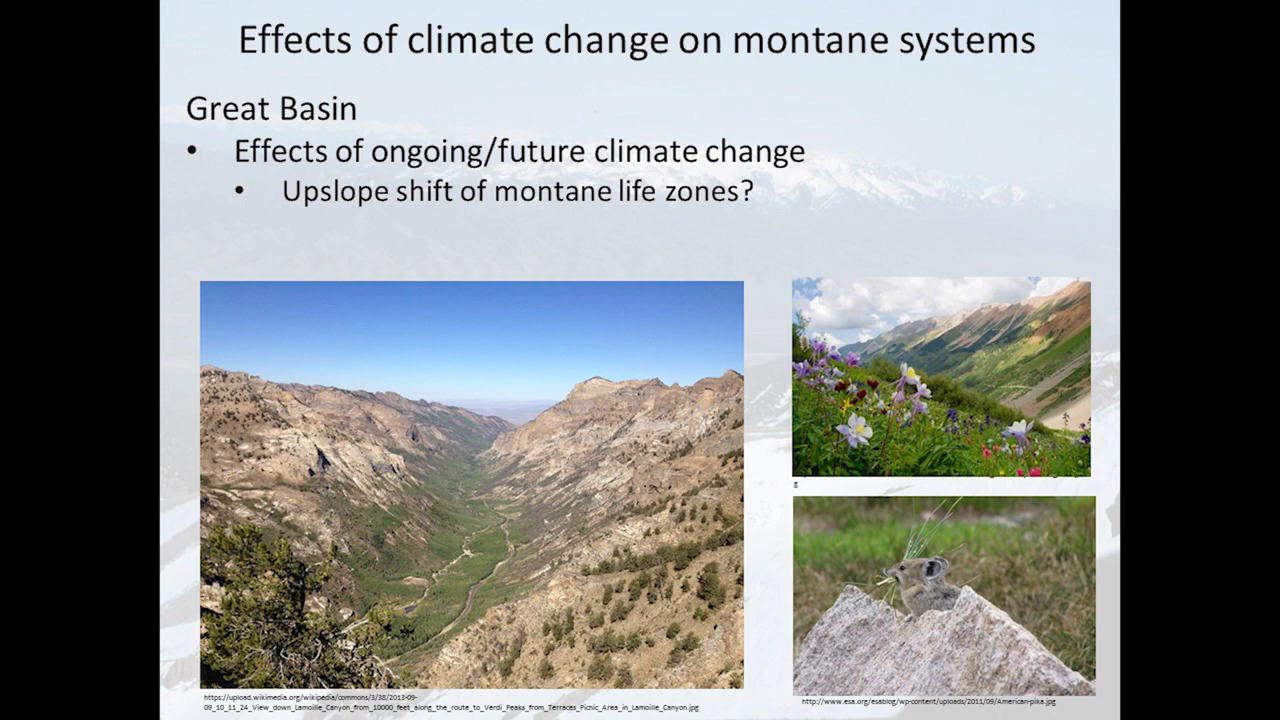 Effects of climate change on montane systems
Great Basin
• Effects of ongoing/future climate change
• Upslope shift of montane life zones?
g
https://upload.wikimedia.org/wikipedia/commons/3/38/2013-09-
09_10_11_24_View_down_Lamoille_Canyon_from_10000_feet_along_the_route_to_Verdi_Peaks_from_Terraces_Picnic_Area_in_Lamoille_Canyon.jpg
http://www.esa.org/esablog/wp-content/uploads/2011/09/American-pika.jpg